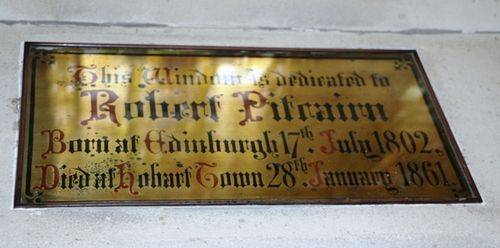 This Window is dedicated to
Robert Pitcairn
Born at Edinburgh 17th July 1802.
Died at Hobart Town 28th January 1861